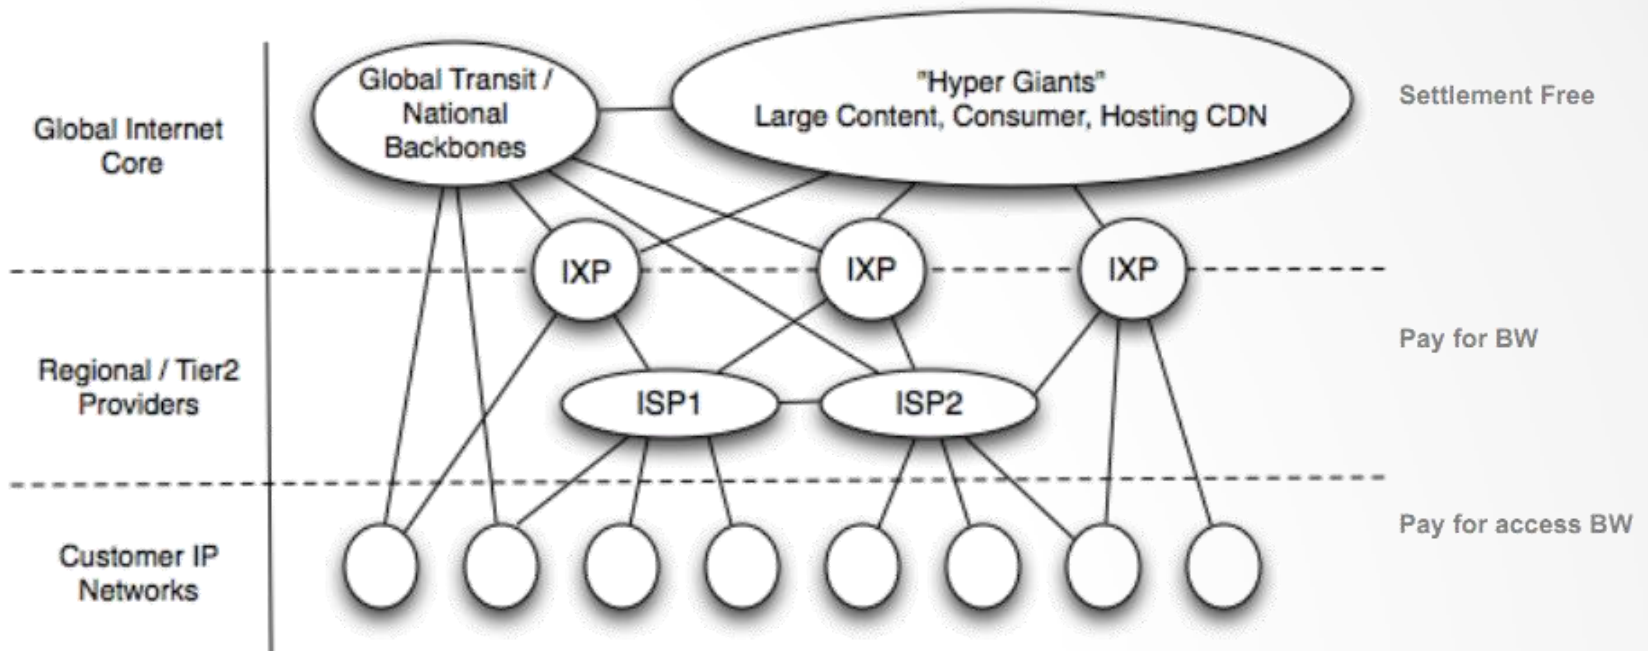 Global Transit /
National
Backbones
"Hyper Giants"
Large Content, Consumer, Hosting CDN
Settlement Free
Global Internet
Core
IXP
IXP
IXP
Pay for BW
Regional / Tier2
Providers
ISP1
ISP2
Pay for access BW
Customer IP
Networks